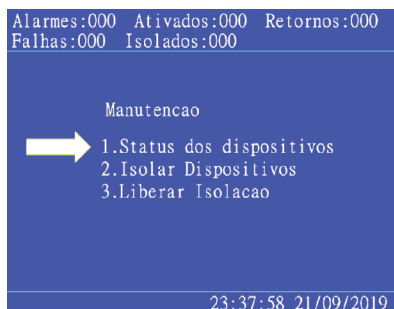 Alarmes:000 Ativados:000 Retornos:000
Falhas:000 Isolados:000
Manutencao
1.Status dos dispositivos
2.Isolar Dispositivos
3.Liberar Isolacao
23:37:58 21/09/2019